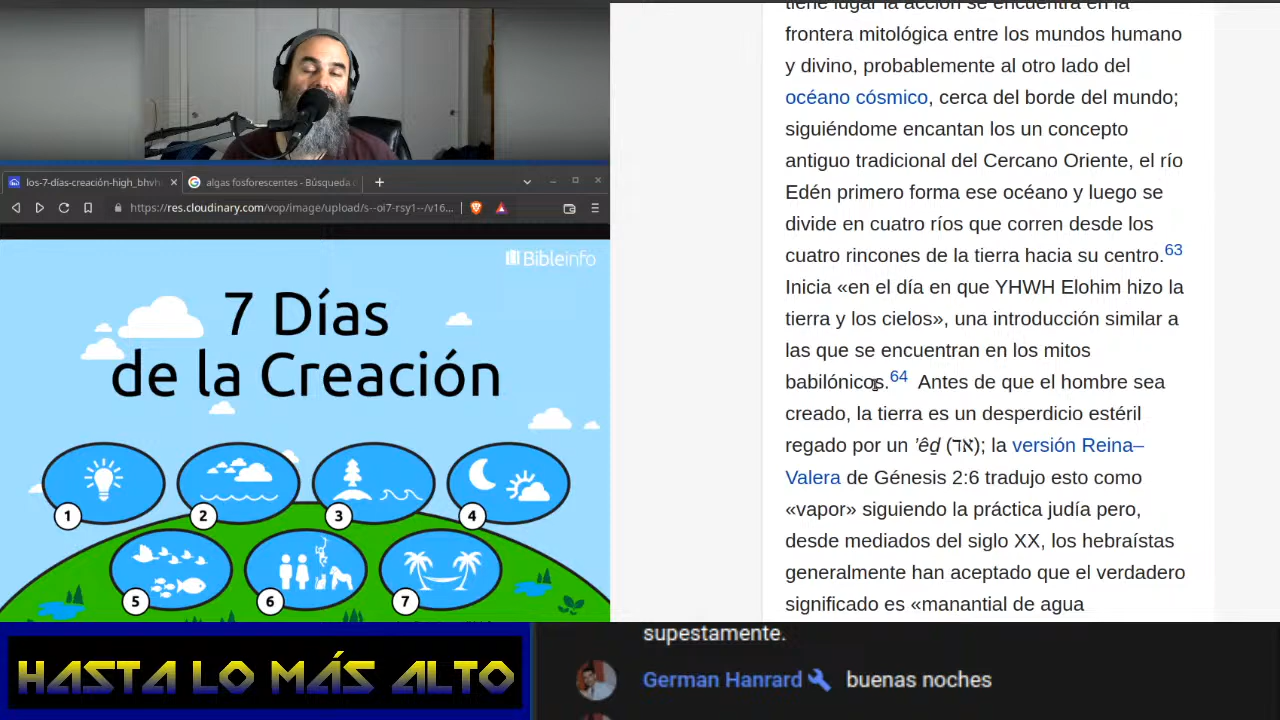 tiene lugar la acción se encuentra en la
frontera mitológica entre los mundos humano
y divino, probablemente al otro lado del
océano cósmico, cerca del borde del mundo;
siguiéndome encantan los un concepto
antiguo tradicional del Cercano Oriente, el río
Edén primero forma ese océano y luego se
divide en cuatro ríos que corren desde los
cuatro rincones de la tierra hacia su centro.63
Inicia «en el día en que YHWH Elohim hizo la
tierra y los cielos», una introducción similar a
las que se encuentran en los mitos
babilónicos.64 Antes de que el hombre sea
creado, la tierra es un desperdicio estéril
regado por un ’êḏ (אד); la versión Reina–
Valera de Génesis 2:6 tradujo esto como
«vapor» siguiendo la práctica judía pero,
desde mediados del siglo XX, los hebraístas
generalmente han aceptado que el verdadero
significado es «manantial de agua
los-7-días-creación-high_bhvh
algas fosforescentes - Búsqueda
https://res.cloudinary.com/vop/image/upload/s--oi7-rsy1--/v16...
Bibleinfo
7 Días
de la Creación
1
2
3
4
5
6
7
HASTA LO MÁS ALTO
supestamente.
German Hanrard buenas noches